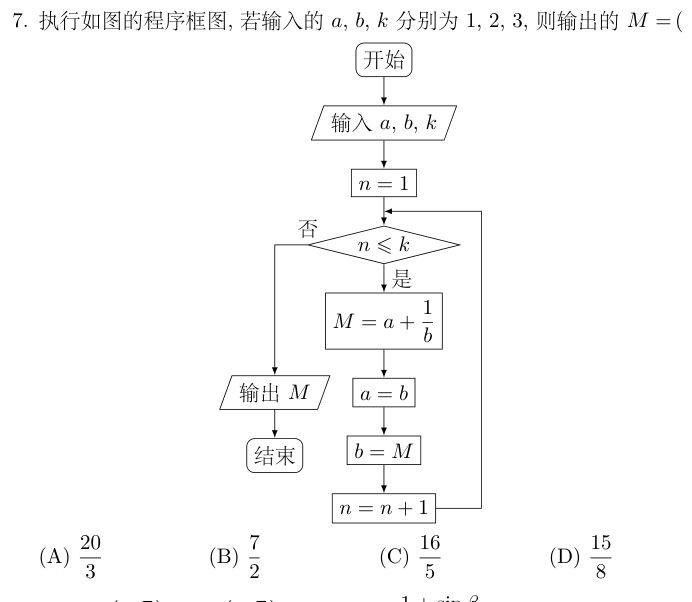 7. 执行如图的程序框图, 若输入的 a, b, k 分别为 1, 2, 3, 则输出的 M = (
开始
输入 a, b, k
n = 1
否
n ⩽ k
是
M = a + 1/b
输出 M
a = b
结束
b = M
n = n + 1
(A) 20/3 (B) 7/2 (C) 16/5 (D) 15/8